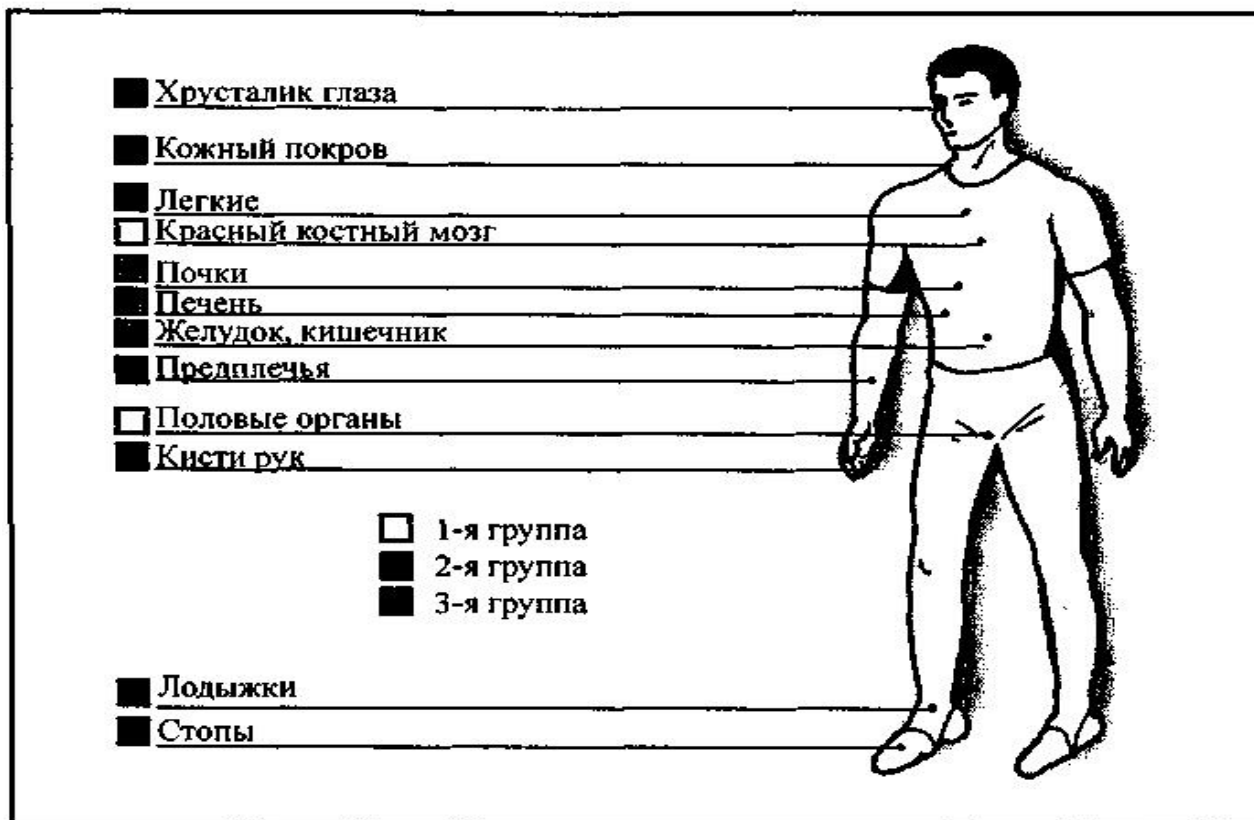 Хрусталик глаза
Кожный покров
Легкие
Красный костный мозг
Почки
Печень
Желудок, кишечник
Предплечья
Половые органы
Кисти рук
1-я группа
2-я группа
3-я группа
Лодыжки
Стопы